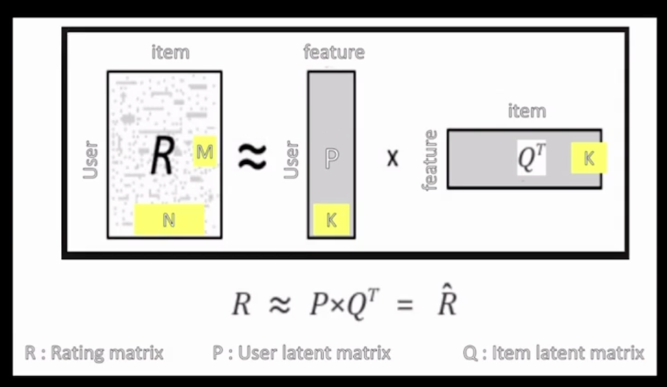 item
feature
item
User
R
M
N
≈
User
P
K
x
feature
Q^T
K
R ≈ P×Q^T = R̂
R : Rating matrix
P : User latent matrix
Q : Item latent matrix